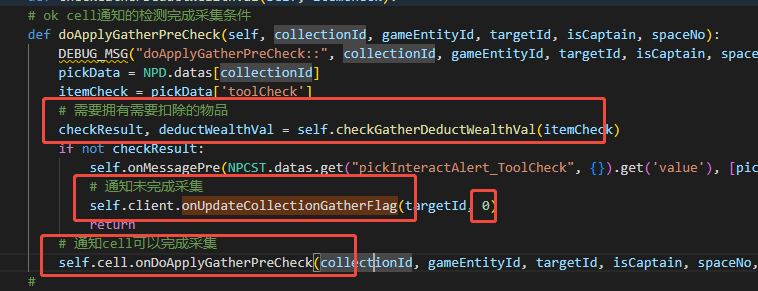 # ok cell通知的检测完成采集条件
def doApplyGatherPreCheck(self, collectionId, gameEntityId, targetId, isCaptain, spaceNo):
DEBUG_MSG("doApplyGatherPreCheck::", collectionId, gameEntityId, targetId, isCaptain, space
pickData = NPD.datas[collectionId]
itemCheck = pickData['toolCheck']
# 需要拥有需要扣除的物品
checkResult, deductWealthVal = self.checkGatherDeductWealthVal(itemCheck)
if not checkResult:
self.onMessagePre(NPCST.datas.get("pickInteractAlert_ToolCheck", {}).get('value'), [pic
# 通知未完成采集
self.client.onUpdateCollectionGatherFlag(targetId, 0)
return
# 通知cell可以完成采集
self.cell.onDoApplyGatherPreCheck(collectionId, gameEntityId, targetId, isCaptain, spaceNo,
#